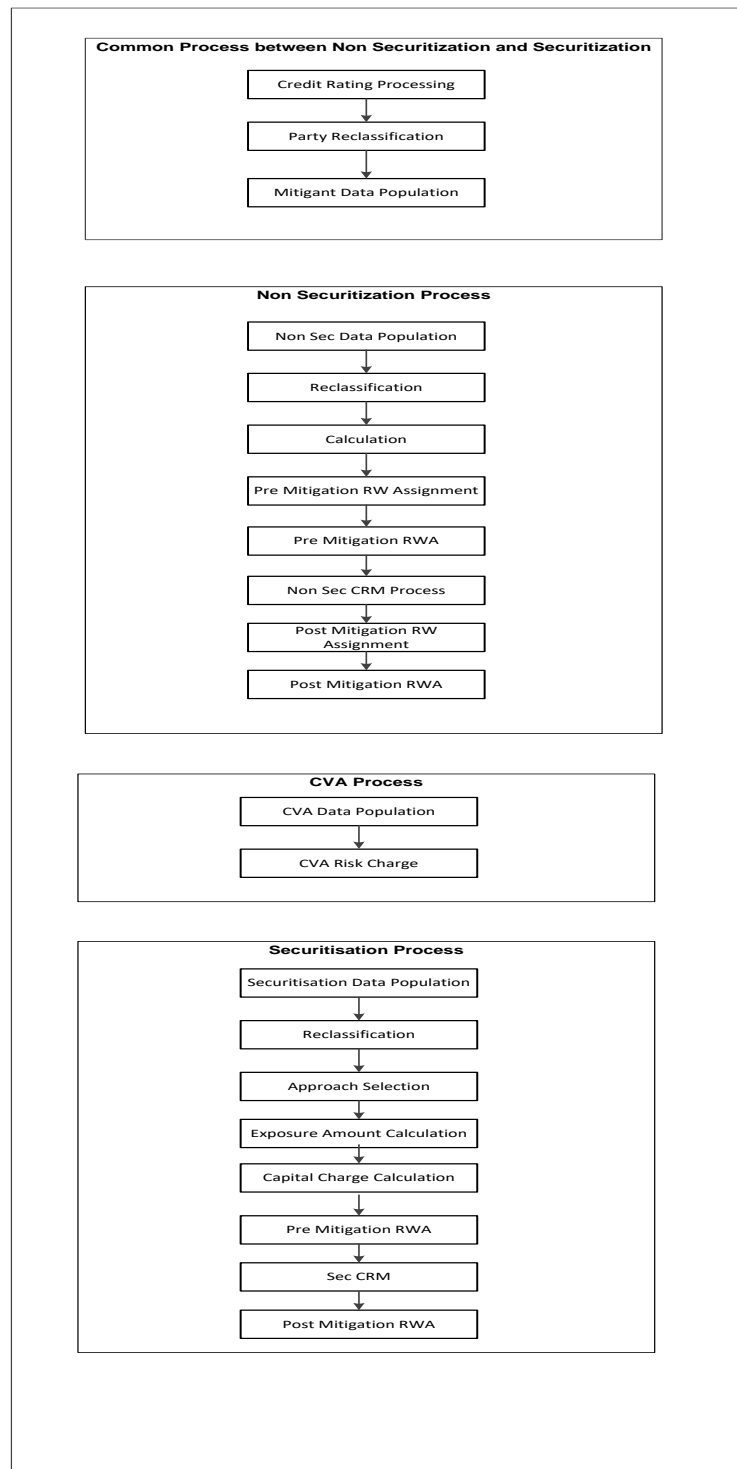 Common Process between Non Securitization and Securitization
Credit Rating Processing
Party Reclassification
Mitigant Data Population
Non Securitization Process
Non Sec Data Population
Reclassification
Calculation
Pre Mitigation RW Assignment
Pre Mitigation RWA
Non Sec CRM Process
Post Mitigation RW
Assignment
Post Mitigation RWA
CVA Process
CVA Data Population
CVA Risk Charge
Securitisation Process
Securitisation Data Population
Reclassification
Approach Selection
Exposure Amount Calculation
Capital Charge Calculation
Pre Mitigation RWA
Sec CRM
Post Mitigation RWA